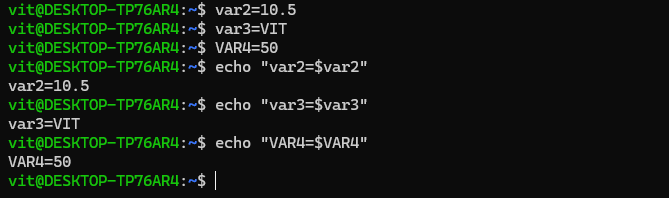 vit@DESKTOP-TP76AR4:~$ var2=10.5
vit@DESKTOP-TP76AR4:~$ var3=VIT
vit@DESKTOP-TP76AR4:~$ VAR4=50
vit@DESKTOP-TP76AR4:~$ echo "var2=$var2"
var2=10.5
vit@DESKTOP-TP76AR4:~$ echo "var3=$var3"
var3=VIT
vit@DESKTOP-TP76AR4:~$ echo "VAR4=$VAR4"
VAR4=50
vit@DESKTOP-TP76AR4:~$